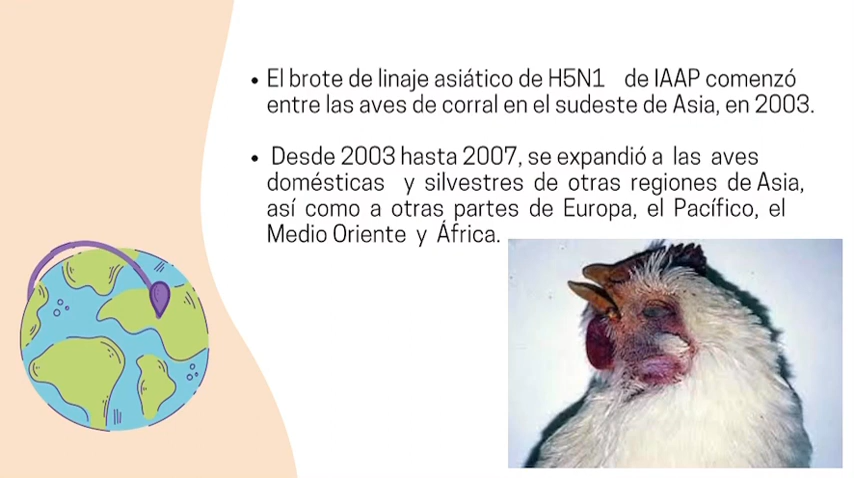 • El brote de linaje asiático de H5N1 de IAAP comenzó
entre las aves de corral en el sudeste de Asia, en 2003.
• Desde 2003 hasta 2007, se expandió a las aves
domésticas y silvestres de otras regiones de Asia,
así como a otras partes de Europa, el Pacífico, el
Medio Oriente y África.